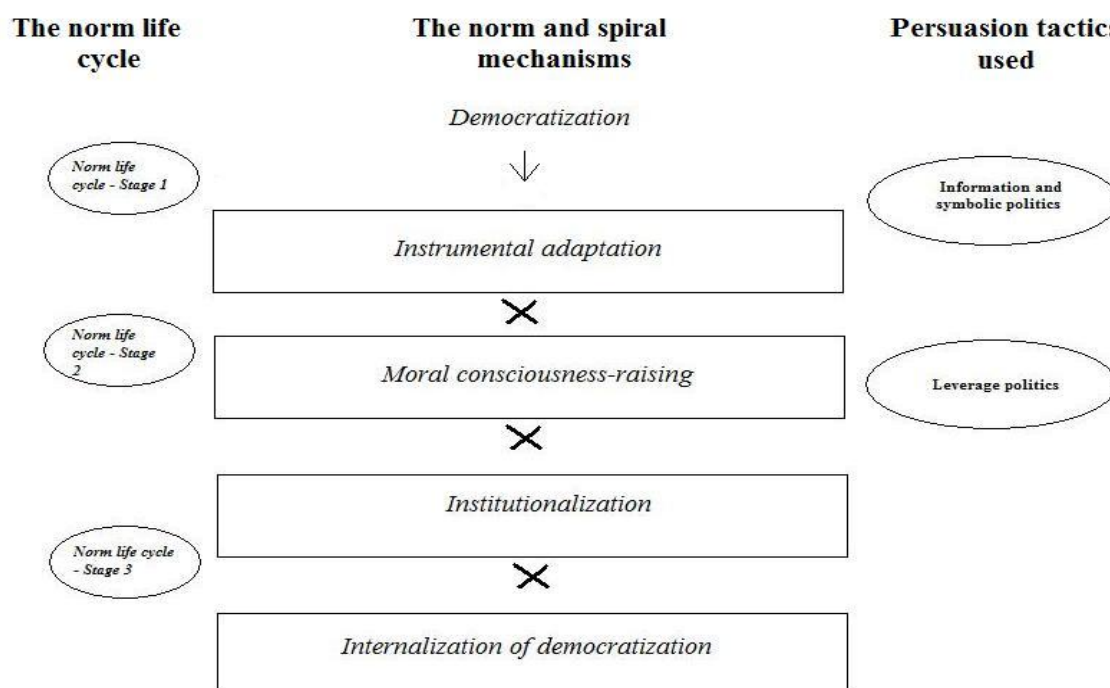 The norm life
cycle
The norm and spiral
mechanisms
Persuasion tactics
used
Democratization
Norm life
cycle - Stage 1
Information and
symbolic politics
Instrumental adaptation
Norm life
cycle - Stage
2
Moral consciousness-raising
Leverage politics
Institutionalization
Norm life cycle
- Stage 3
Internalization of democratization